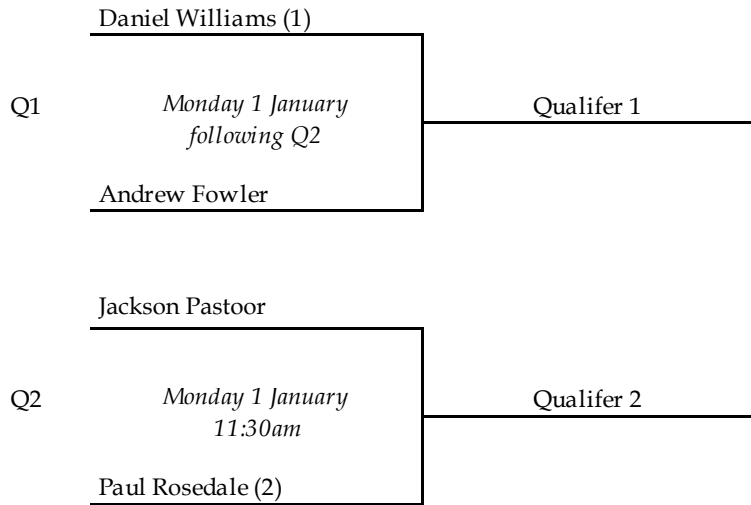 Daniel Williams (1)
Q1
Monday 1 January
following Q2
Qualifer 1
Andrew Fowler
Jackson Pastoor
Q2
Monday 1 January
11:30am
Qualifer 2
Paul Rosedale (2)